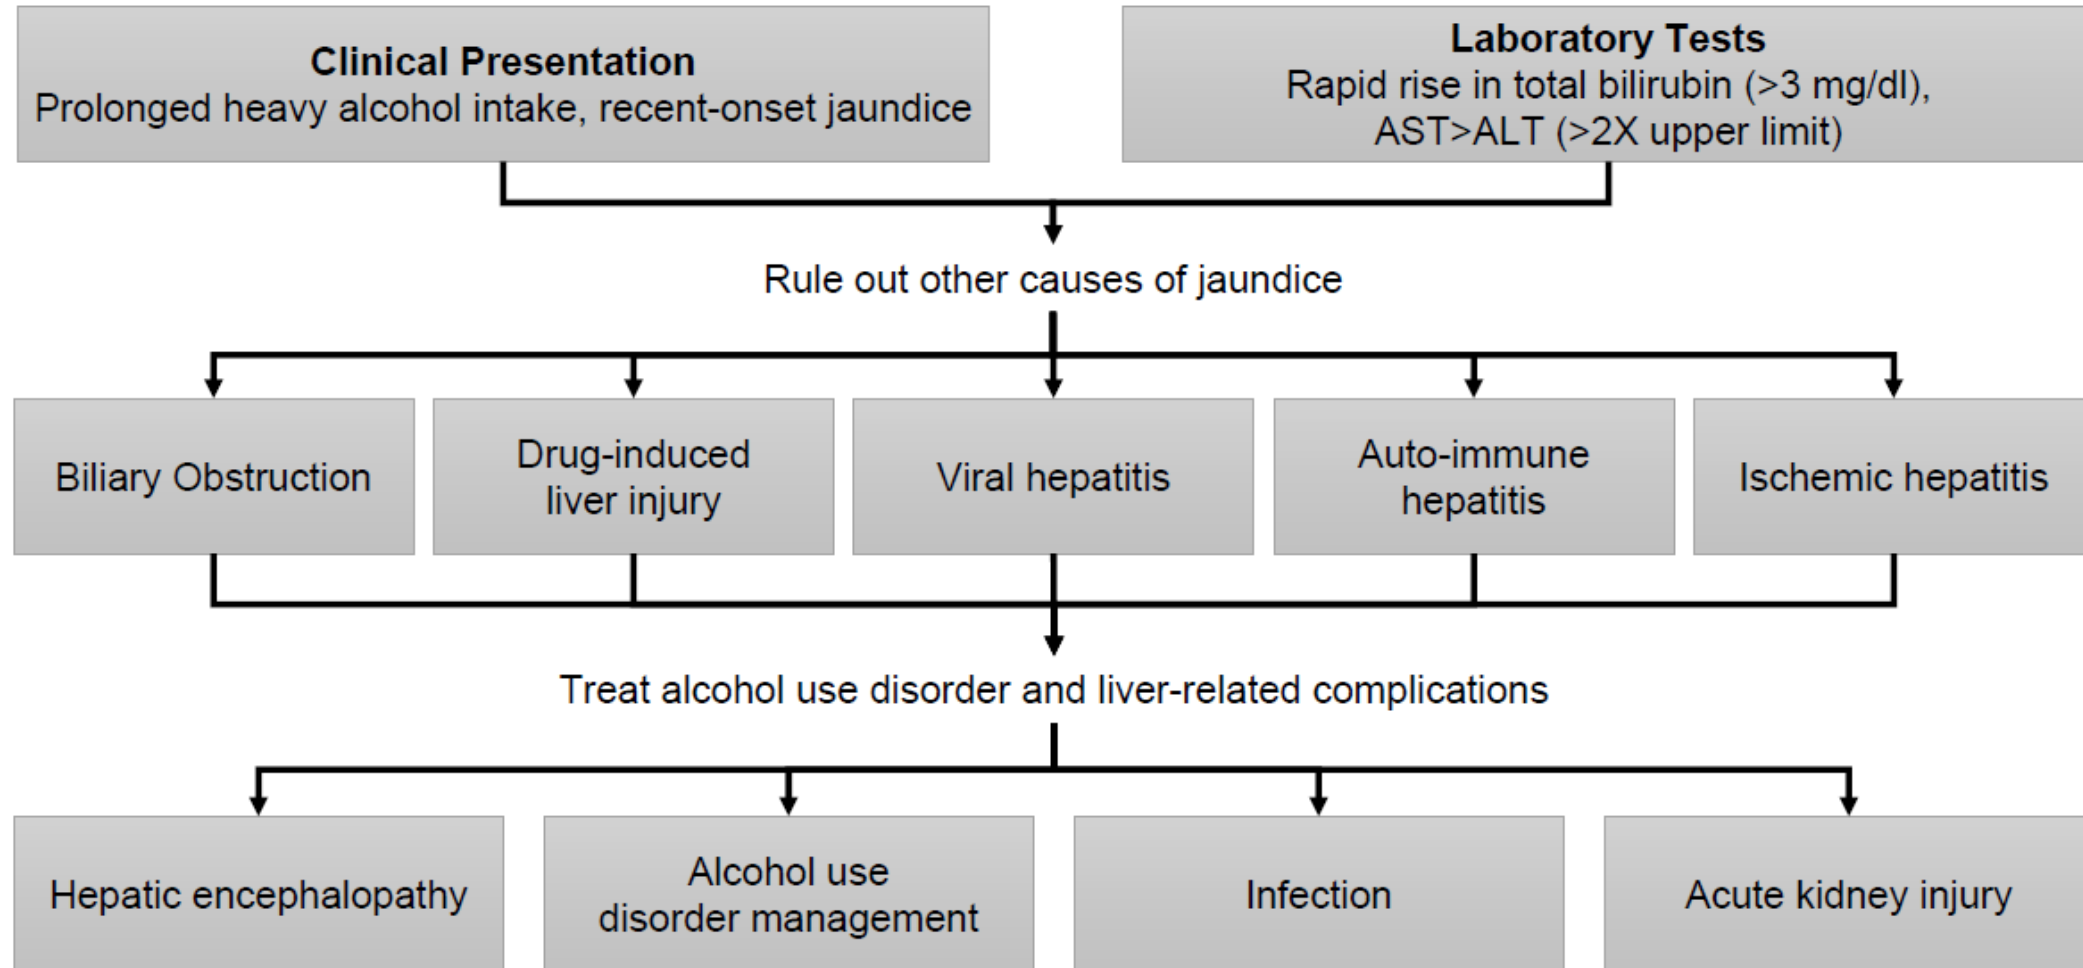 Clinical Presentation
Prolonged heavy alcohol intake, recent-onset jaundice
Laboratory Tests
Rapid rise in total bilirubin (>3 mg/dl),
AST>ALT (>2X upper limit)
Rule out other causes of jaundice
Biliary Obstruction
Drug-induced
liver injury
Viral hepatitis
Auto-immune
hepatitis
Ischemic hepatitis
Treat alcohol use disorder and liver-related complications
Hepatic encephalopathy
Alcohol use
disorder management
Infection
Acute kidney injury